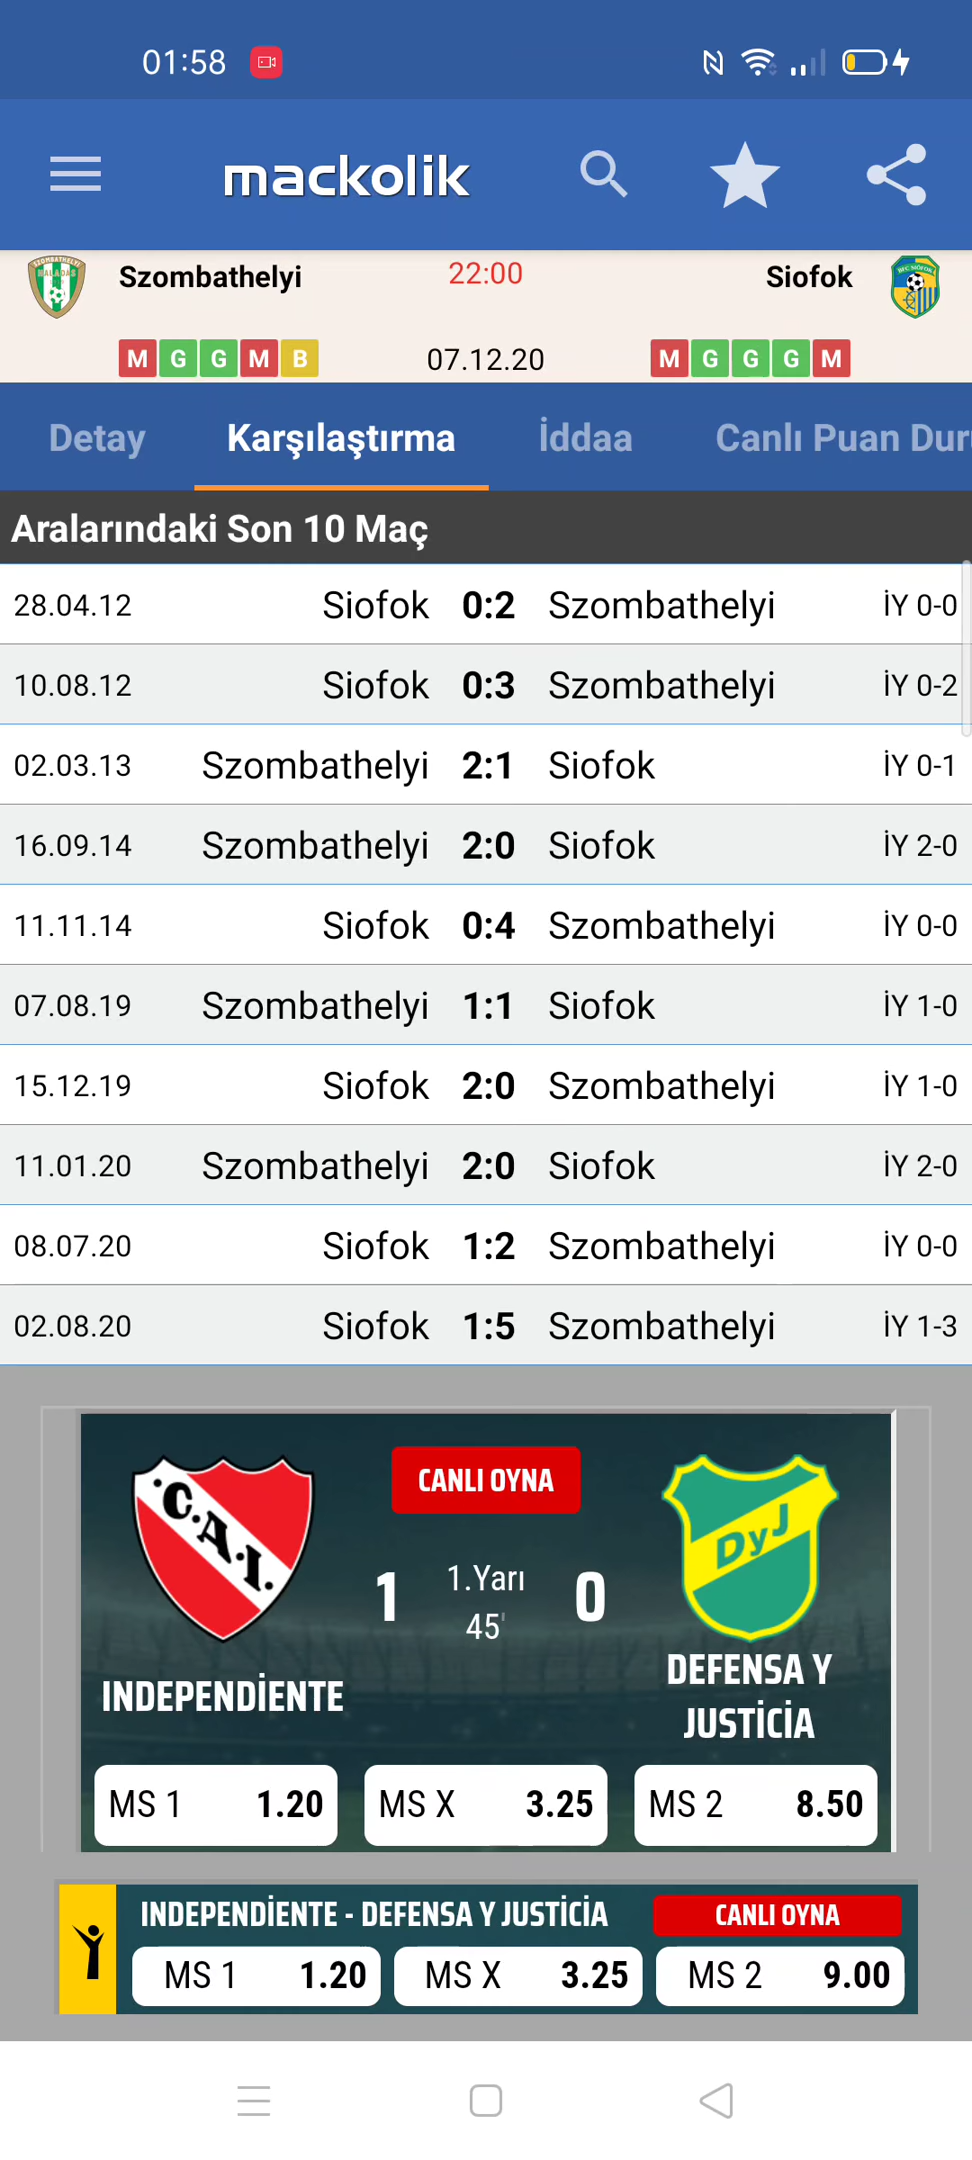 01:58
mackolik
Szombathelyi 22:00 Siofok
M G G M B 07.12.20 M G G G M
Detay Karşılaştırma İddaa Canlı Puan Dur
Aralarındaki Son 10 Maç
28.04.12 Siofok 0:2 Szombathelyi İY 0-0
10.08.12 Siofok 0:3 Szombathelyi İY 0-2
02.03.13 Szombathelyi 2:1 Siofok İY 0-1
16.09.14 Szombathelyi 2:0 Siofok İY 2-0
11.11.14 Siofok 0:4 Szombathelyi İY 0-0
07.08.19 Szombathelyi 1:1 Siofok İY 1-0
15.12.19 Siofok 2:0 Szombathelyi İY 1-0
11.01.20 Szombathelyi 2:0 Siofok İY 2-0
08.07.20 Siofok 1:2 Szombathelyi İY 0-0
02.08.20 Siofok 1:5 Szombathelyi İY 1-3
CANLI OYNA
C.A.I.
DyJ
1 1.Yarı 0
45'
INDEPENDİENTE
DEFENSA Y
JUSTİCİA
MS 1 1.20 MS X 3.25 MS 2 8.50
INDEPENDİENTE - DEFENSA Y JUSTİCİA CANLI OYNA
MS 1 1.20 MS X 3.25 MS 2 9.00